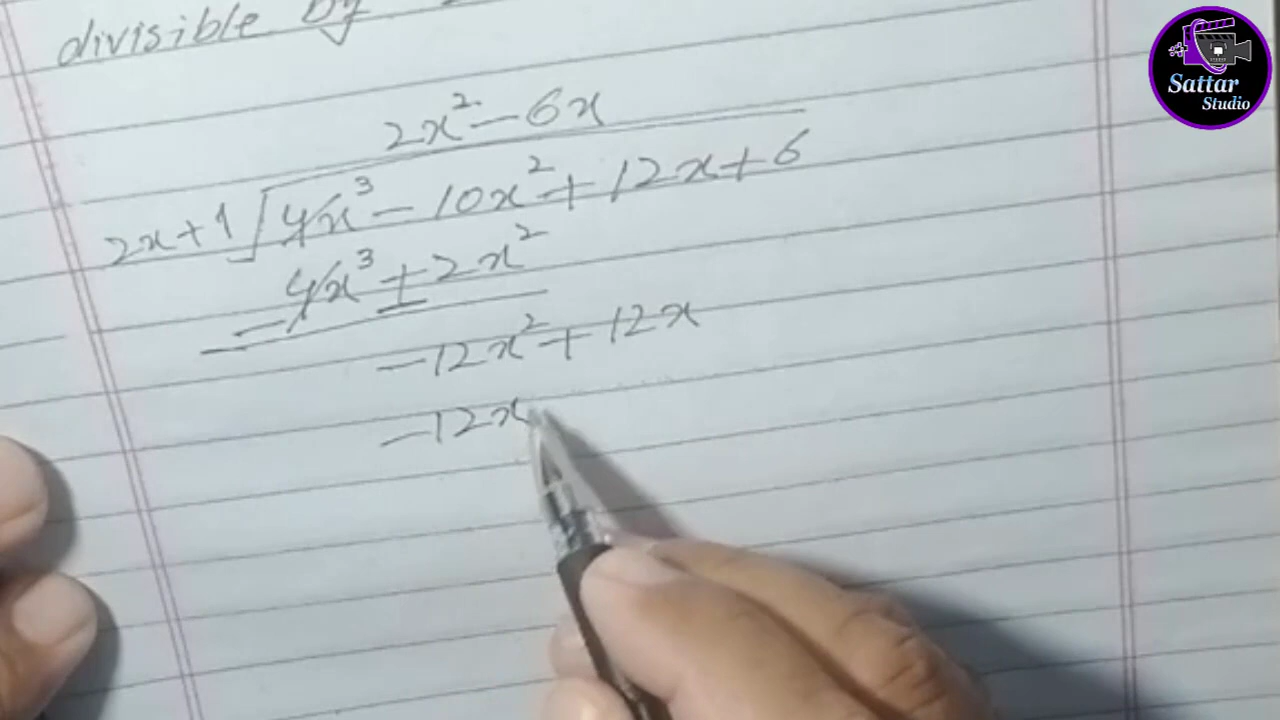 divisible by
2x² - 6x
2x + 1 √ 4x³ - 10x² + 12x + 6
4x³ ± 2x²
-
-12x² + 12x
-12x
Sattar
Studio